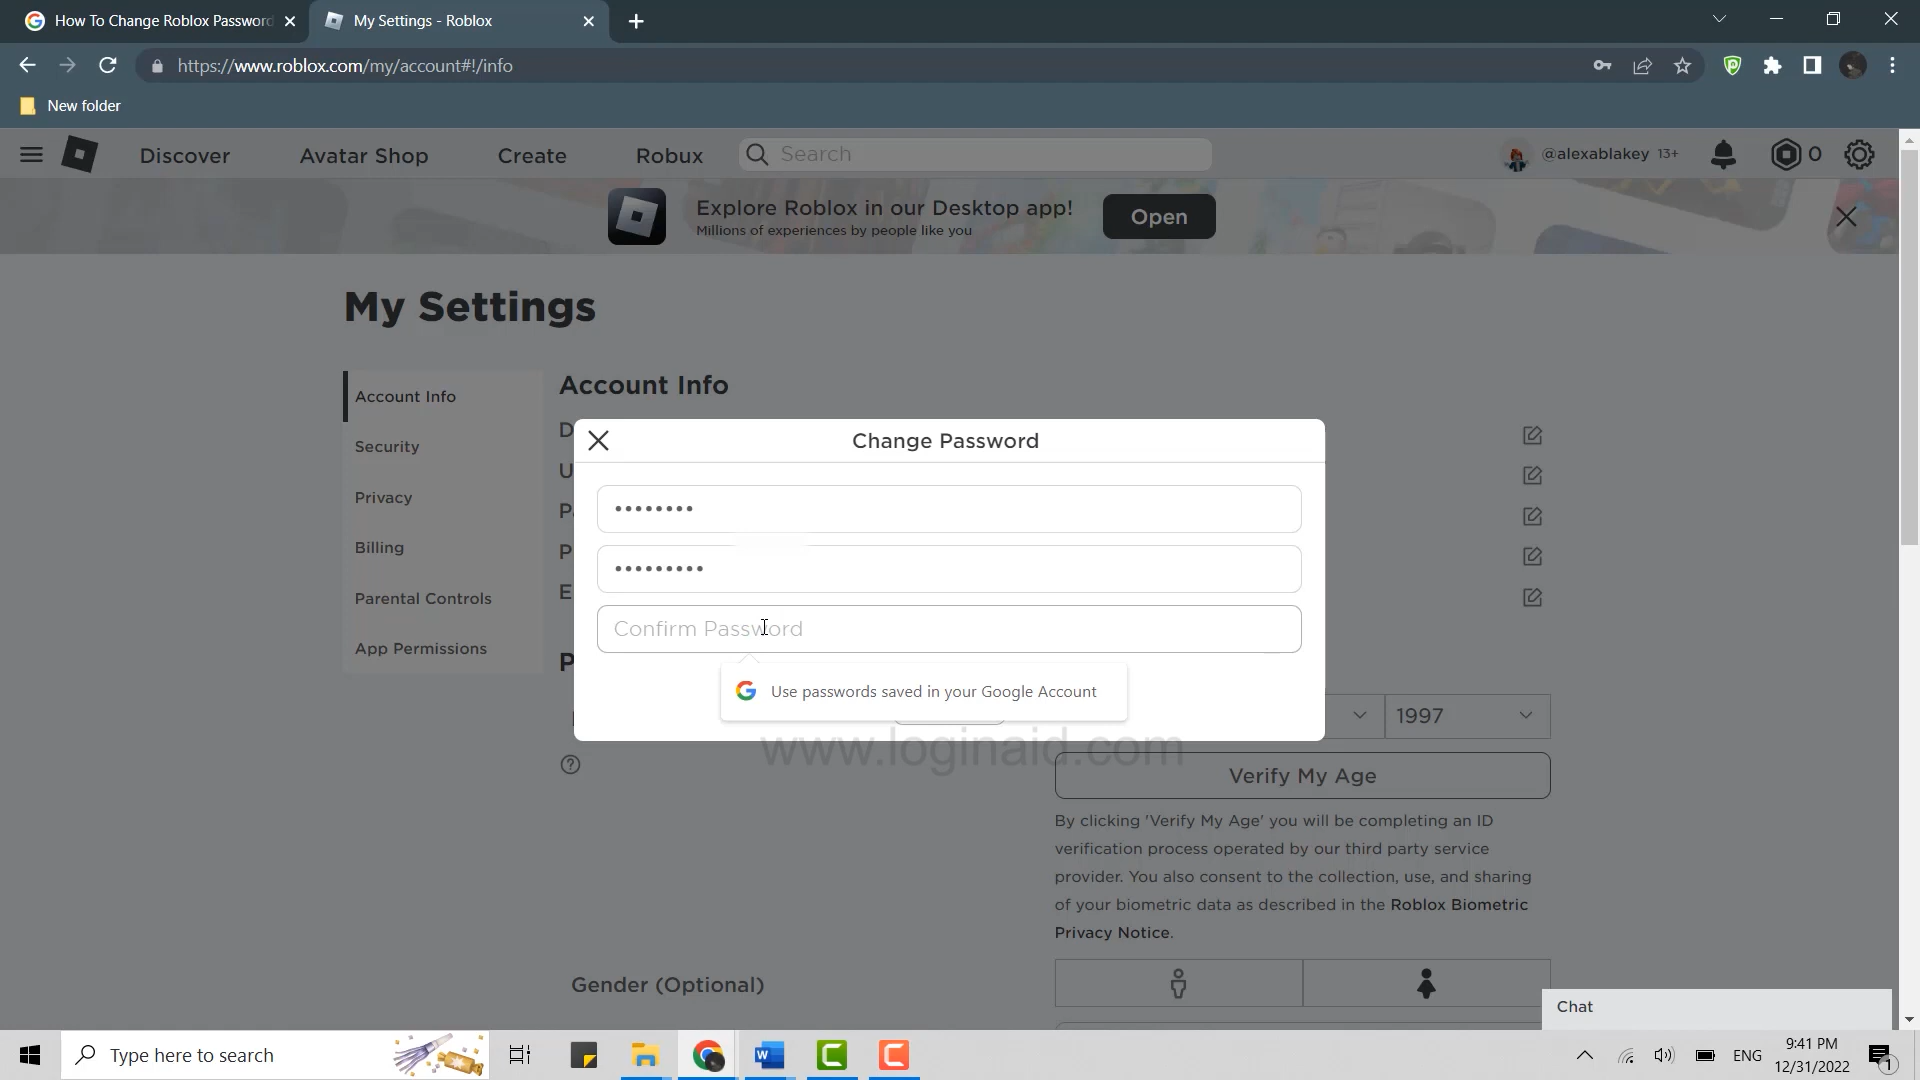 How To Change Roblox Password
My Settings - Roblox
https://www.roblox.com/my/account#!/info
New folder
Discover
Avatar Shop
Create
Robux
Search
@alexablakey 13+
0
Explore Roblox in our Desktop app!
Millions of experiences by people like you
Open
My Settings
Account Info
Security
Privacy
Billing
Parental Controls
App Permissions
Account Info
D
U
P
P
E
P
Change Password
••••••••
•••••••••
Confirm Password
Use passwords saved in your Google Account
1997
www.loginaid.com
Verify My Age
By clicking 'Verify My Age' you will be completing an ID
verification process operated by our third party service
provider. You also consent to the collection, use, and sharing
of your biometric data as described in the Roblox Biometric
Privacy Notice.
Gender (Optional)
Chat
Type here to search
ENG
9:41 PM
12/31/2022
1